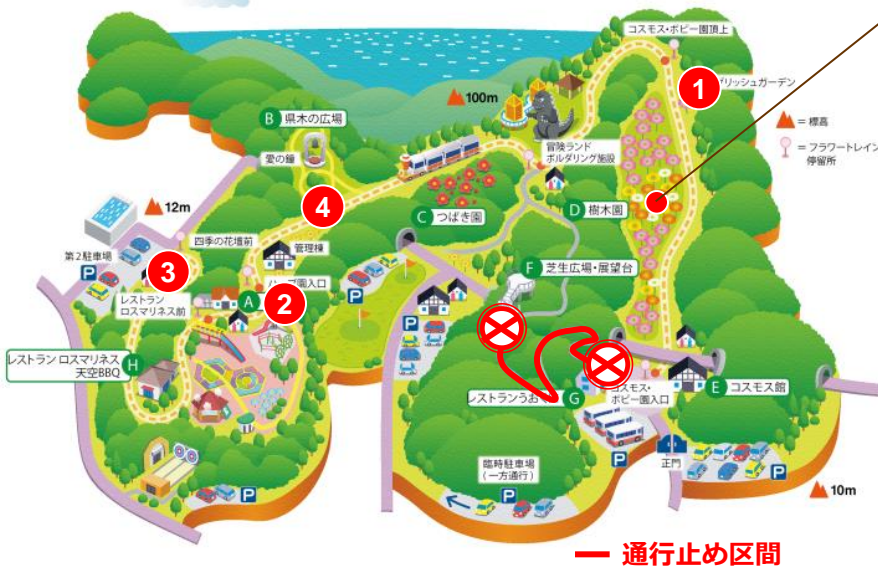 コスモス・ポピー園頂上
1
グリッシュガーデン
100m
= 標高
= フラワートレイン
停留所
B 県木の広場
愛の鐘
冒険ランド
ボルダリング施設
4
12m
C つばき園
D 樹木園
四季の花壇前
管理棟
第2駐車場
P
3
ハーブ園入口
F 芝生広場・展望台
レストラン
ロスマリネス前
A
2
P
P
レストラン ロスマリネス
天空BBQ
H
レストランうお
G
コスモス・
ポピー園入口
E コスモス館
臨時駐車場
(一方通行)
P
P
正門
P
P
10m
通行止め区間